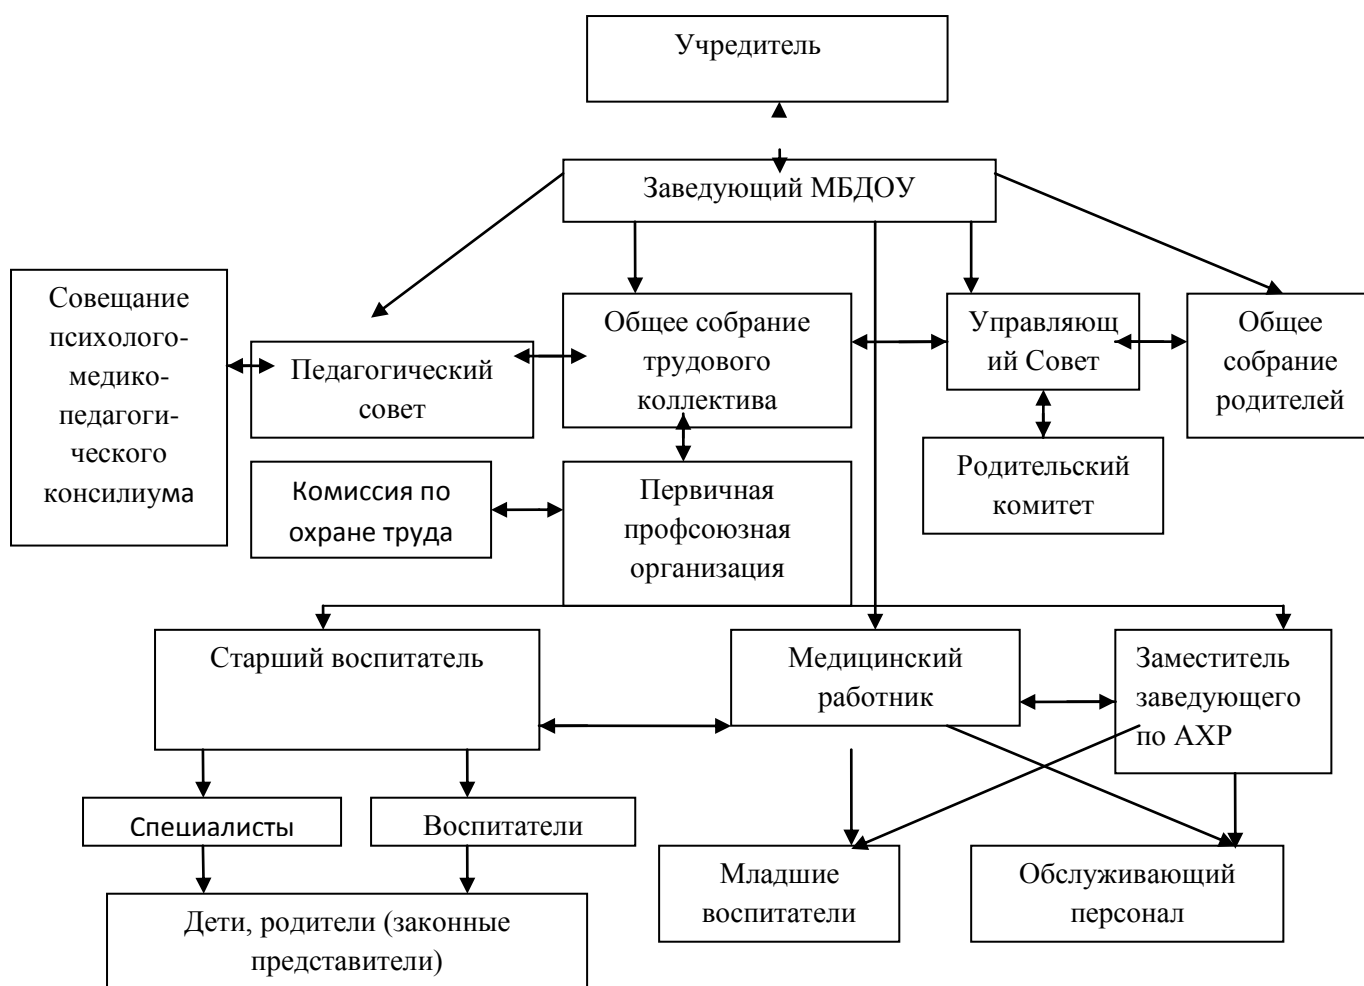 Учредитель
Заведующий МБДОУ
Совещание
психолого-
медико-
педагоги-
ческого
консилиума
Педагогический
совет
Общее собрание
трудового
коллектива
Управляющ
ий Совет
Общее
собрание
родителей
Комиссия по
охране труда
Первичная
профсоюзная
организация
Родительский
комитет
Старший воспитатель
Медицинский
работник
Заместитель
заведующего
по АХР
Специалисты
Воспитатели
Младшие
воспитатели
Обслуживающий
персонал
Дети, родители (законные
представители)